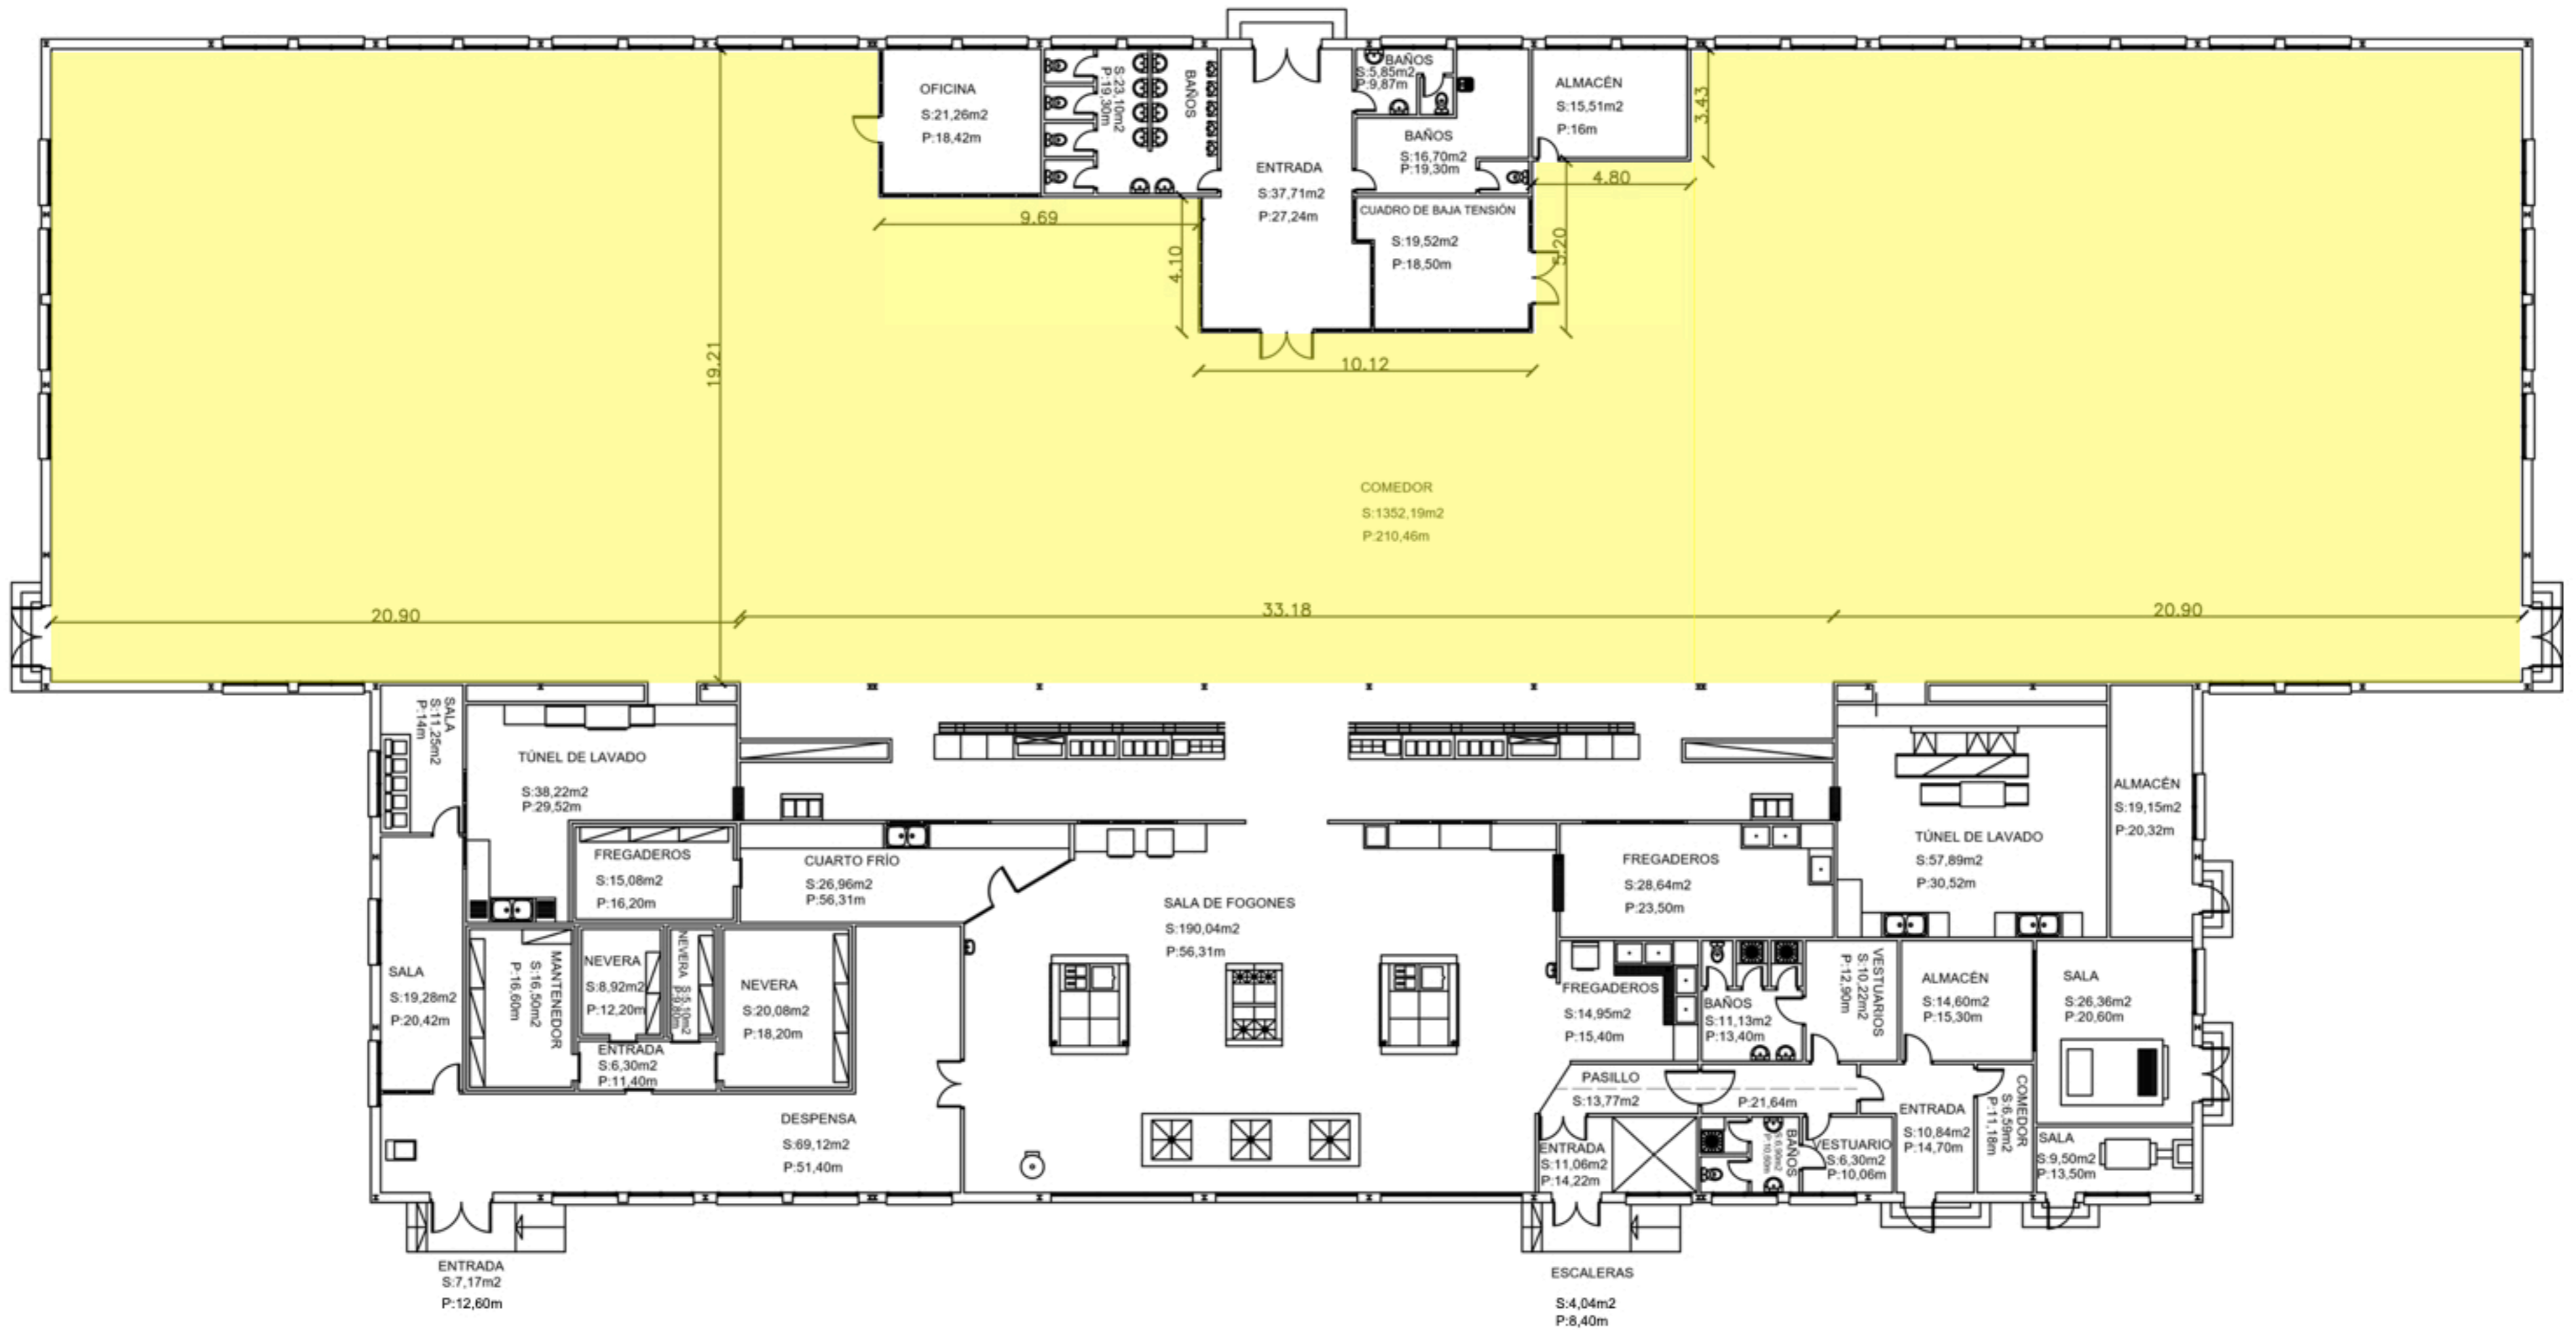 OFICINA
S:21,26m2
P:18,42m
S:23,10m2
P:19,30m
BAÑOS
ENTRADA
S:37,71m2
P:27,24m
BAÑOS
S:5,85m2
P:9,87m
BAÑOS
S:16,70m2
P:19,30m
ALMACÉN
S:15,51m2
P:16m
3.43
4.80
CUADRO DE BAJA TENSIÓN
S:19,52m2
P:18,50m
5.20
9.69
4.10
10.12
19.21
COMEDOR
S:1352,19m2
P:210,46m
20.90
33.18
20.90
SALA
S:11,25m2
P:14m
TÚNEL DE LAVADO
S:38,22m2
P:29,52m
FREGADEROS
S:15,08m2
P:16,20m
CUARTO FRÍO
S:26,96m2
P:56,31m
SALA DE FOGONES
S:190,04m2
P:56,31m
FREGADEROS
S:28,64m2
P:23,50m
TÚNEL DE LAVADO
S:57,89m2
P:30,52m
ALMACÉN
S:19,15m2
P:20,32m
SALA
S:19,28m2
P:20,42m
MANTENEDOR
S:16,50m2
P:16,60m
NEVERA
S:8,92m2
P:12,20m
NEVERA
S:5,10m2
P:9,80m
NEVERA
S:20,08m2
P:18,20m
ENTRADA
S:6,30m2
P:11,40m
DESPENSA
S:69,12m2
P:51,40m
FREGADEROS
S:14,95m2
P:15,40m
BAÑOS
S:11,13m2
P:13,40m
VESTUARIOS
S:10,22m2
P:12,90m
ALMACÉN
S:14,60m2
P:15,30m
SALA
S:26,36m2
P:20,60m
PASILLO
S:13,77m2
P:21,64m
ENTRADA
S:11,06m2
P:14,22m
BAÑOS
S:6,90m2
P:10,60m
VESTUARIO
S:6,30m2
P:10,06m
ENTRADA
S:10,84m2
P:14,70m
COMEDOR
S:6,59m2
P:11,18m
SALA
S:9,50m2
P:13,50m
ENTRADA
S:7,17m2
P:12,60m
ESCALERAS
S:4,04m2
P:8,40m